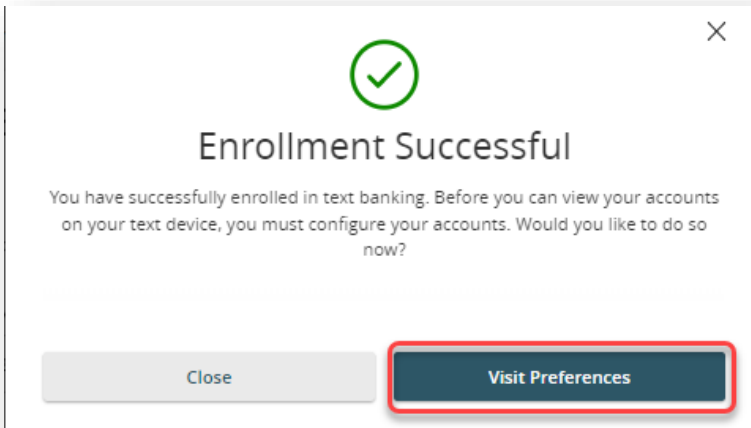 Enrollment Successful
You have successfully enrolled in text banking. Before you can view your accounts
on your text device, you must configure your accounts. Would you like to do so
now?
Close
Visit Preferences